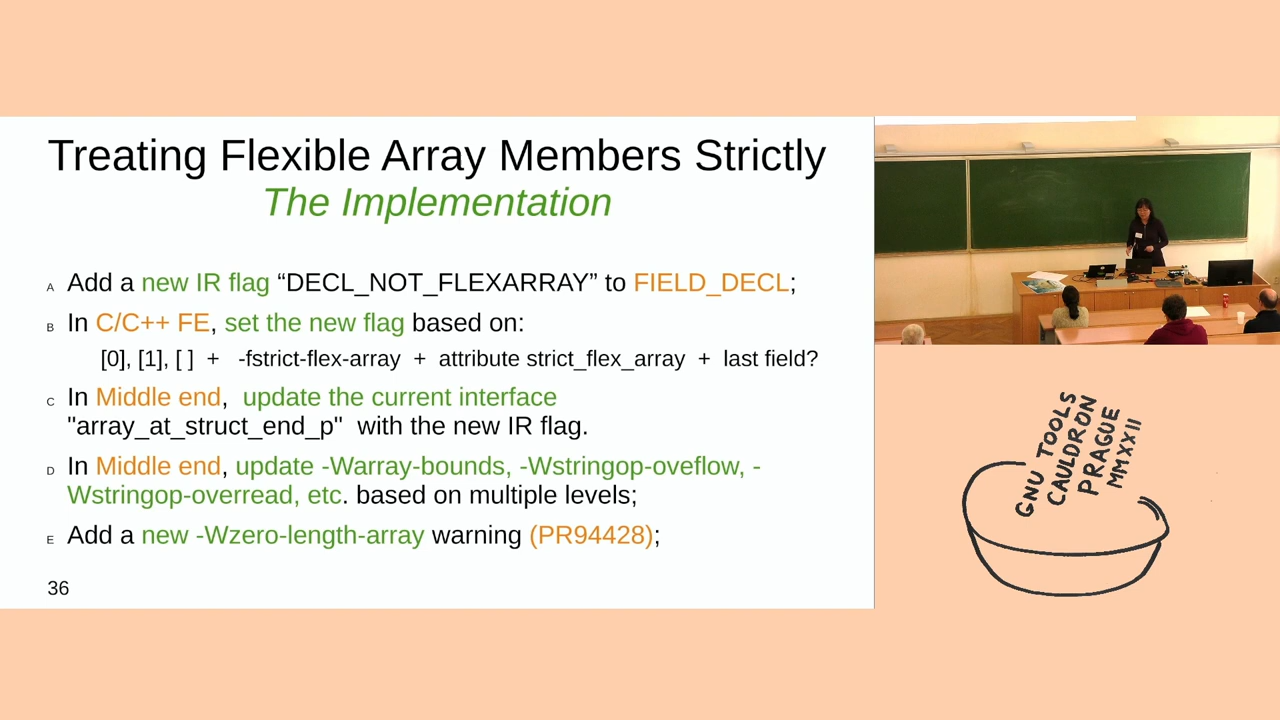 Treating Flexible Array Members Strictly
The Implementation
A Add a new IR flag “DECL_NOT_FLEXARRAY” to FIELD_DECL;
B In C/C++ FE, set the new flag based on:
[0], [1], [ ] + -fstrict-flex-array + attribute strict_flex_array + last field?
C In Middle end, update the current interface
"array_at_struct_end_p" with the new IR flag.
D In Middle end, update -Warray-bounds, -Wstringop-oveflow, -
Wstringop-overread, etc. based on multiple levels;
E Add a new -Wzero-length-array warning (PR94428);
36
GNU TOOLS
CAULDRON
PRAGUE
MMXXII